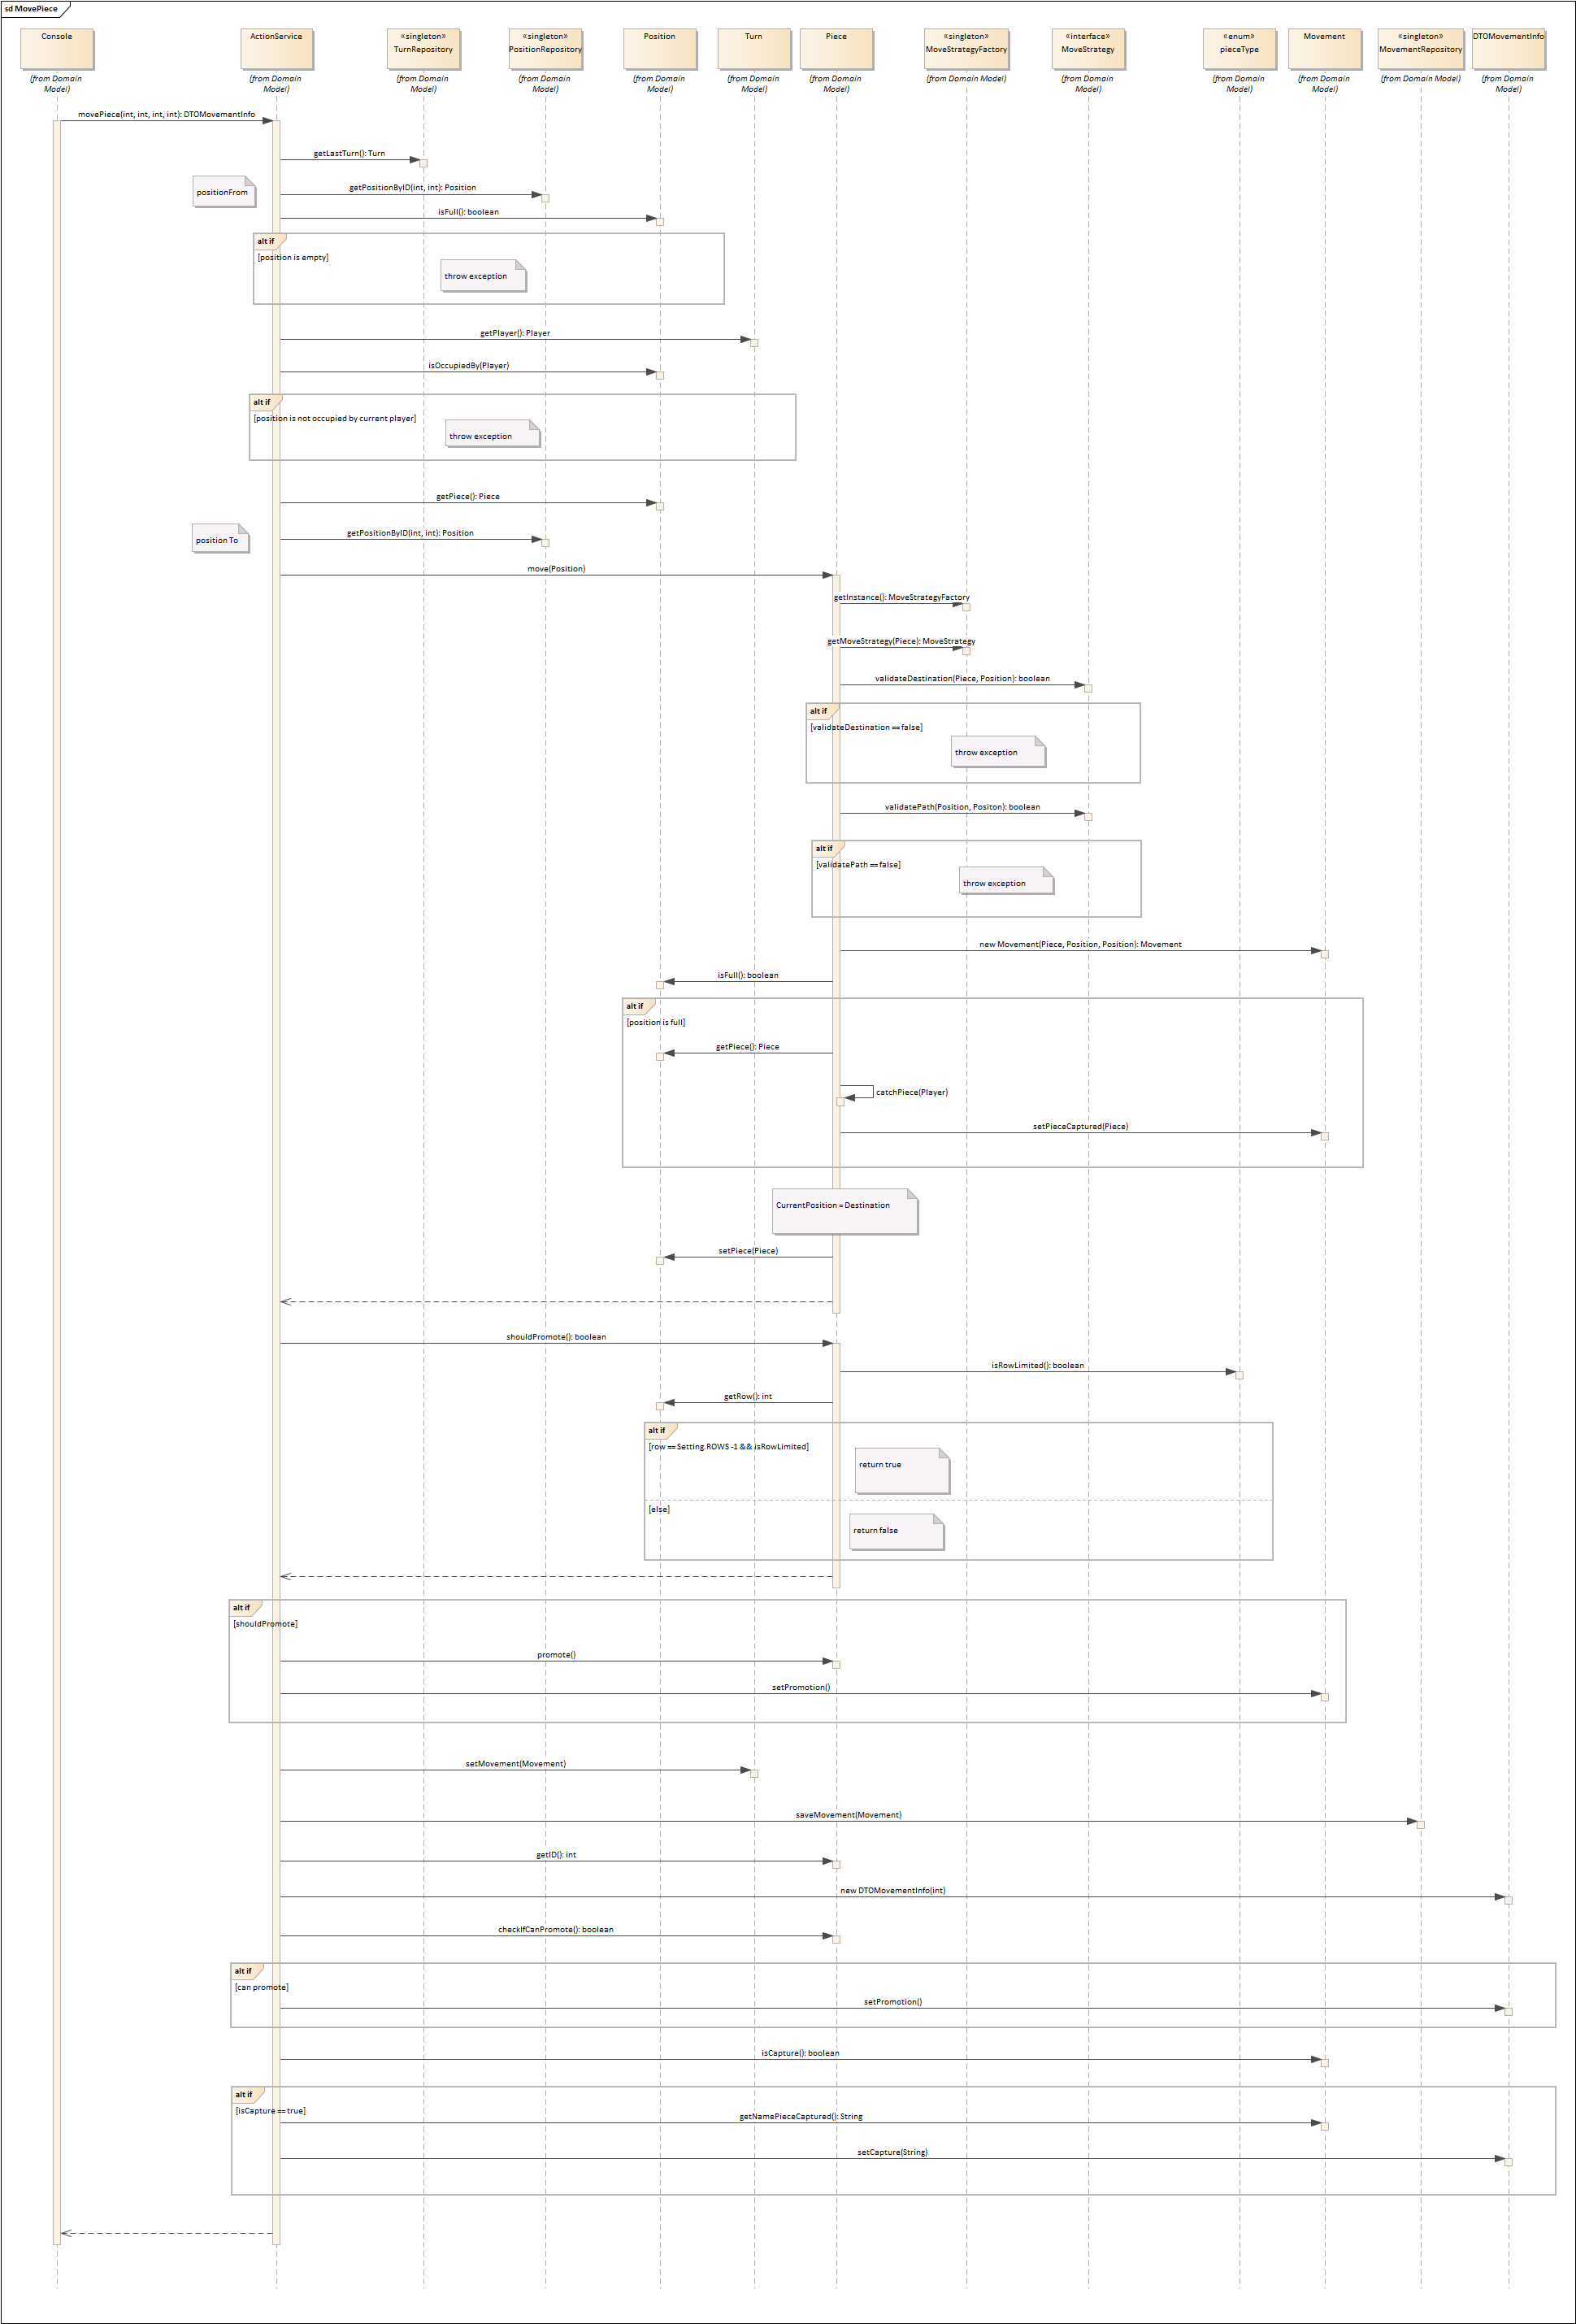 sd MovePiece
Console
ActionService
«singleton»
TurnRepository
«singleton»
PositionRepository
Position
Turn
Piece
«singleton»
MoveStrategyFactory
«interface»
MoveStrategy
«enum»
pieceType
Movement
«singleton»
MovementRepository
DTOMovementInfo
(from Domain
Model)
(from Domain
Model)
(from Domain
Model)
(from Domain
Model)
(from Domain
Model)
(from Domain
Model)
(from Domain
Model)
(from Domain Model)
(from Domain
Model)
(from Domain
Model)
(from Domain
Model)
(from Domain Model)
(from Domain
Model)
movePiece(int, int, int, int): DTOMovementInfo
getLastTurn(): Turn
positionFrom
getPositionByID(int, int): Position
isFull(): boolean
alt if
[position is empty]
throw exception
getPlayer(): Player
isOccupiedBy(Player)
alt if
[position is not occupied by current player]
throw exception
getPiece(): Piece
position To
getPositionByID(int, int): Position
move(Position)
getInstance(): MoveStrategyFactory
getMoveStrategy(Piece): MoveStrategy
validateDestination(Piece, Position): boolean
alt if
[validateDestination == false]
throw exception
validatePath(Position, Positon): boolean
alt if
[validatePath == false]
throw exception
new Movement(Piece, Position, Position): Movement
isFull(): boolean
alt if
[position is full]
getPiece(): Piece
catchPiece(Player)
setPieceCaptured(Piece)
CurrentPosition = Destination
setPiece(Piece)
shouldPromote(): boolean
isRowLimited(): boolean
getRow(): int
alt if
[row == Setting.ROWS -1 && isRowLimited]
return true
[else]
return false
alt if
[shouldPromote]
promote()
setPromotion()
setMovement(Movement)
saveMovement(Movement)
getID(): int
new DTOMovementInfo(int)
checkIfCanPromote(): boolean
alt if
[can promote]
setPromotion()
isCapture(): boolean
alt if
[isCapture == true]
getNamePieceCaptured(): String
setCapture(String)